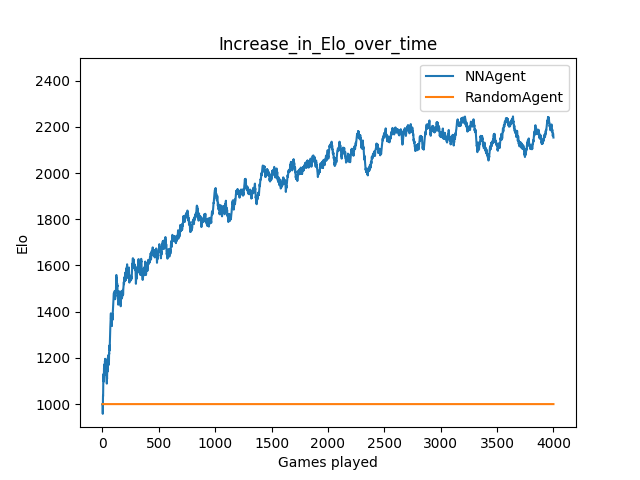 Increase_in_Elo_over_time
NNAgent
RandomAgent
2400
2200
2000
1800
1600
1400
1200
1000
Elo
0 500 1000 1500 2000 2500 3000 3500 4000
Games played